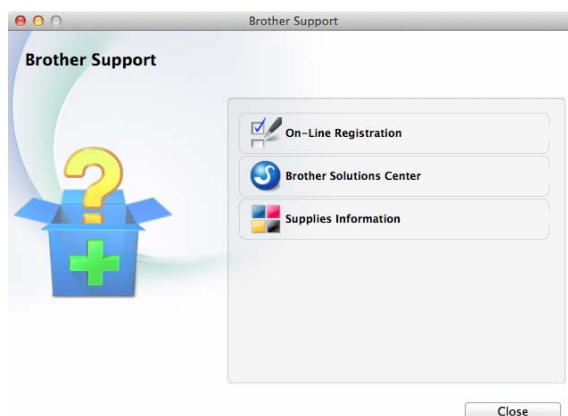 Brother Support
Brother Support
On-Line Registration
Brother Solutions Center
Supplies Information
Close